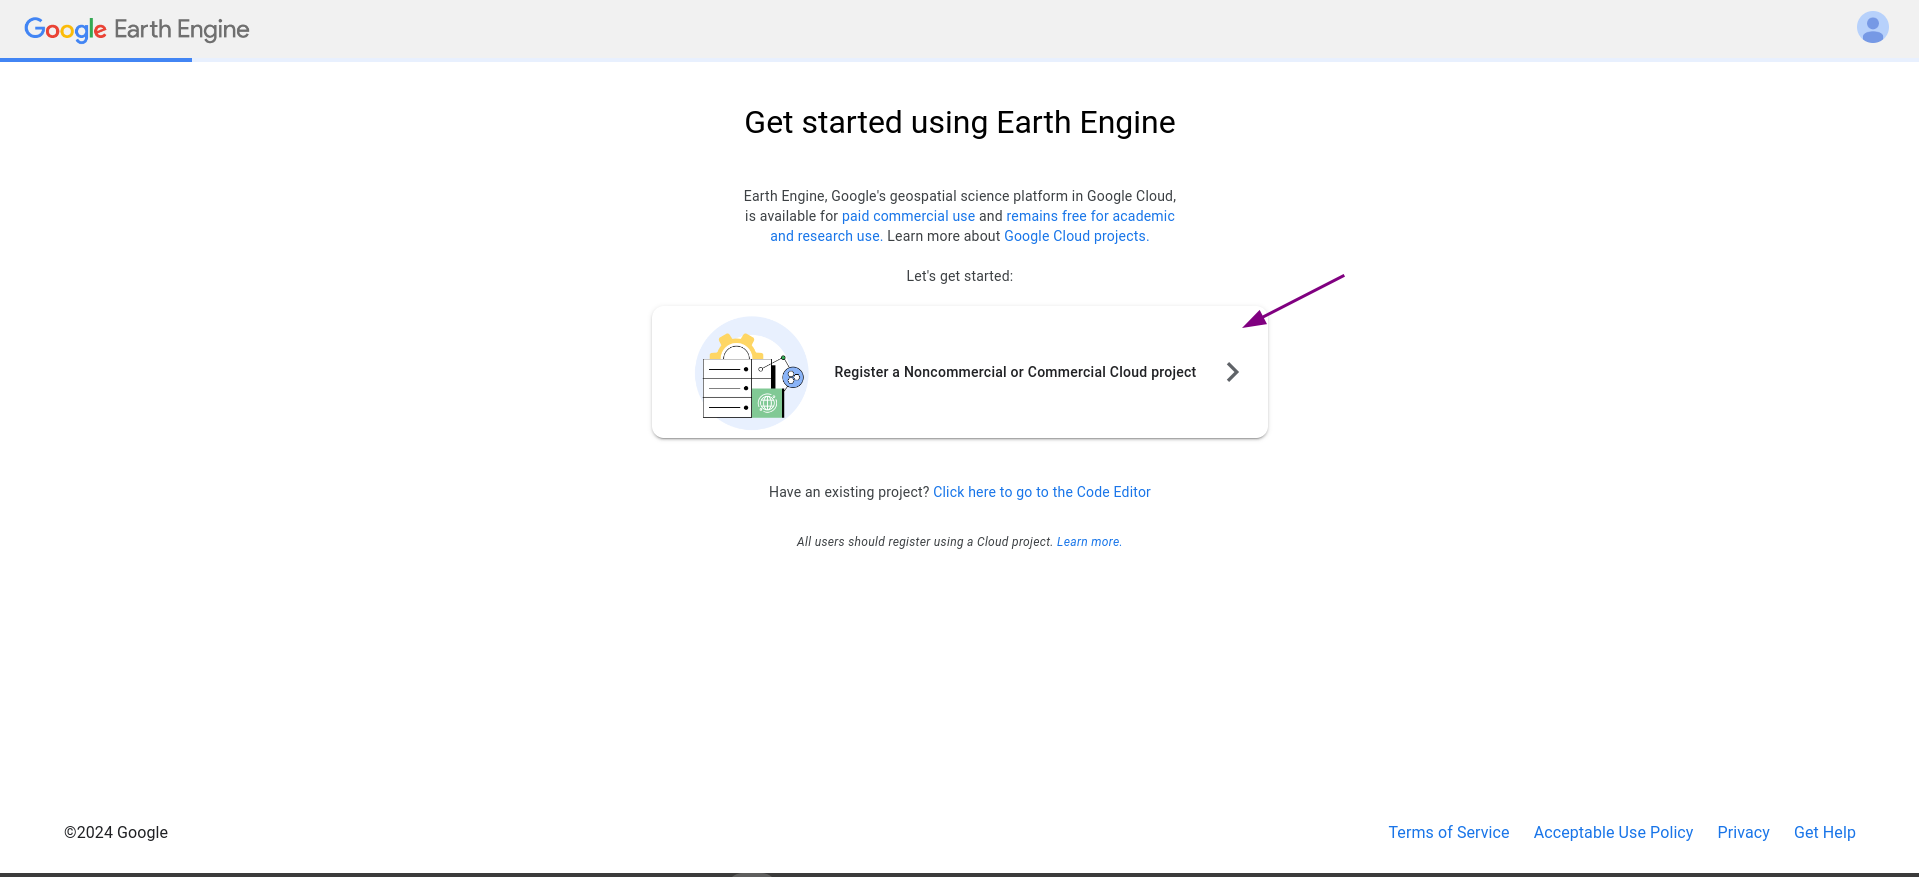 Google Earth Engine
Get started using Earth Engine
Earth Engine, Google's geospatial science platform in Google Cloud,
is available for paid commercial use and remains free for academic
and research use. Learn more about Google Cloud projects.
Let's get started:
Register a Noncommercial or Commercial Cloud project
Have an existing project? Click here to go to the Code Editor
All users should register using a Cloud project. Learn more.
©2024 Google Terms of Service Acceptable Use Policy Privacy Get Help